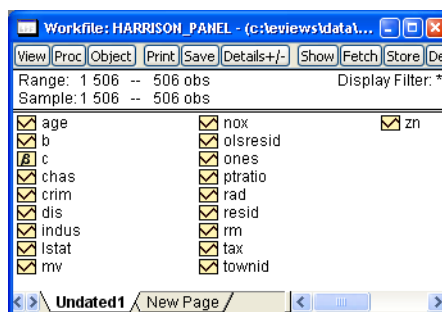 Workfile: HARRISON_PANEL - (c:\eviews\data\...
View Proc Object Print Save Details+/- Show Fetch Store De
Range: 1 506 -- 506 obs Display Filter: *
Sample: 1 506 -- 506 obs
age nox zn
b olsresid
β c ones
chas ptratio
crim rad
dis resid
indus rm
lstat tax
mv townid
Undated1 New Page